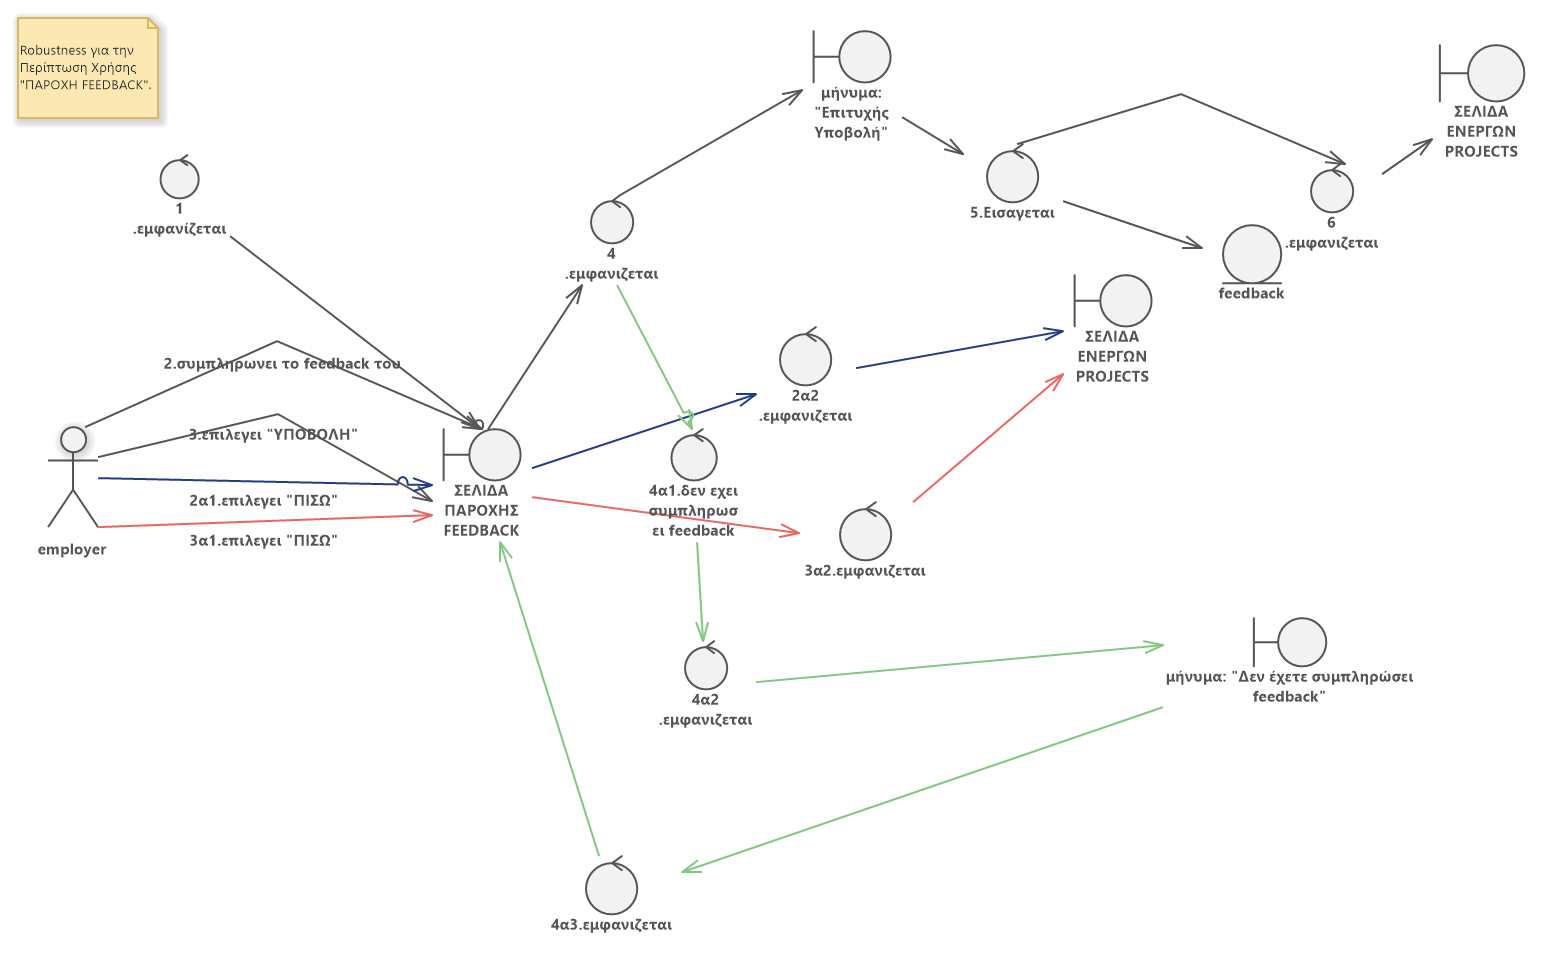 Robustness για την
Περίπτωση Χρήσης
"ΠΑΡΟΧΗ FEEDBACK".
μήνυμα:
"Επιτυχής
Υποβολή"
ΣΕΛΙΔΑ
ΕΝΕΡΓΩΝ
PROJECTS
1
.εμφανίζεται
5.Εισαγεται
6
.εμφανιζεται
4
.εμφανιζεται
feedback
2.συμπληρωνει το feedback του
ΣΕΛΙΔΑ
ΕΝΕΡΓΩΝ
PROJECTS
2α2
.εμφανιζεται
3.επιλεγει "ΥΠΟΒΟΛΗ"
2α1.επιλεγει "ΠΙΣΩ"
ΣΕΛΙΔΑ
ΠΑΡΟΧΗΣ
FEEDBACK
4α1.δεν εχει
συμπληρωσ
ει feedback
3α1.επιλεγει "ΠΙΣΩ"
employer
3α2.εμφανιζεται
4α2
.εμφανιζεται
μήνυμα: "Δεν έχετε συμπληρώσει
feedback"
4α3.εμφανιζεται